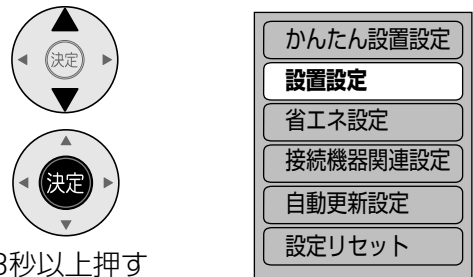 決定
決定
3秒以上押す
かんたん設置設定
設置設定
省エネ設定
接続機器関連設定
自動更新設定
設定リセット